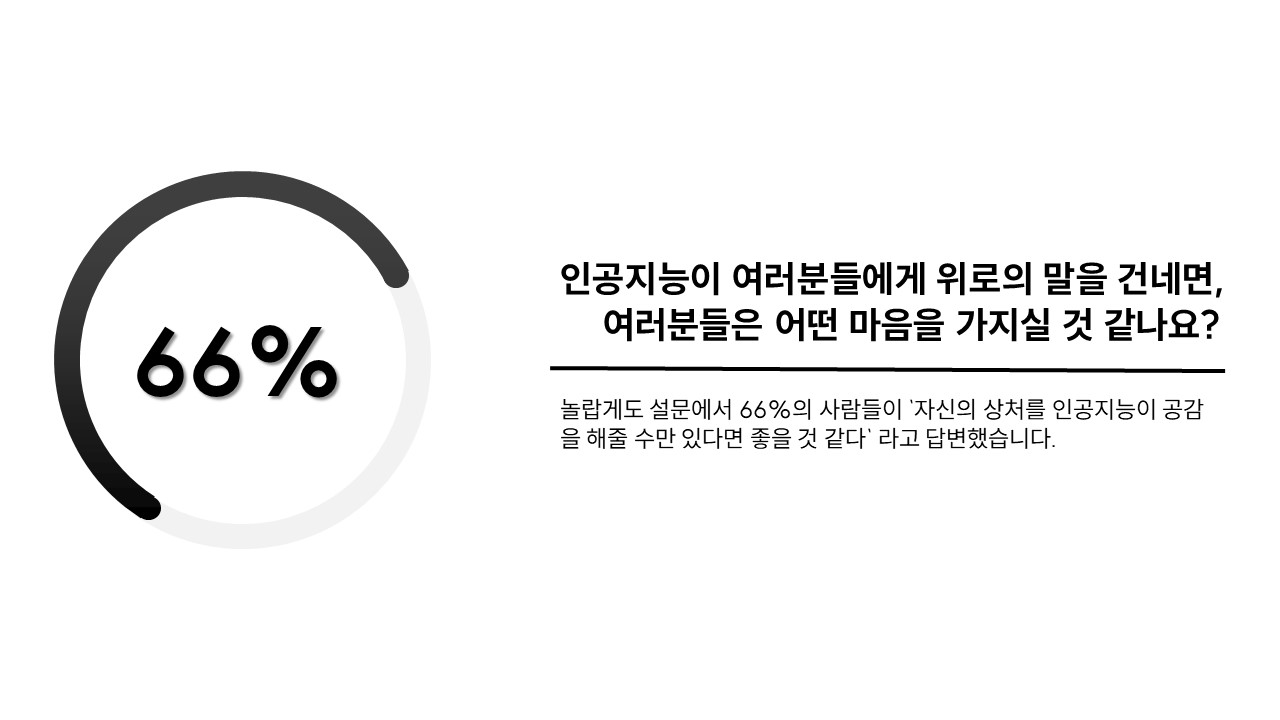 66%
인공지능이 여러분들에게 위로의 말을 건네면,
여러분들은 어떤 마음을 가지실 것 같나요?
놀랍게도 설문에서 66%의 사람들이 '자신의 상처를 인공지능이 공감
을 해줄 수만 있다면 좋을 것 같다' 라고 답변했습니다.